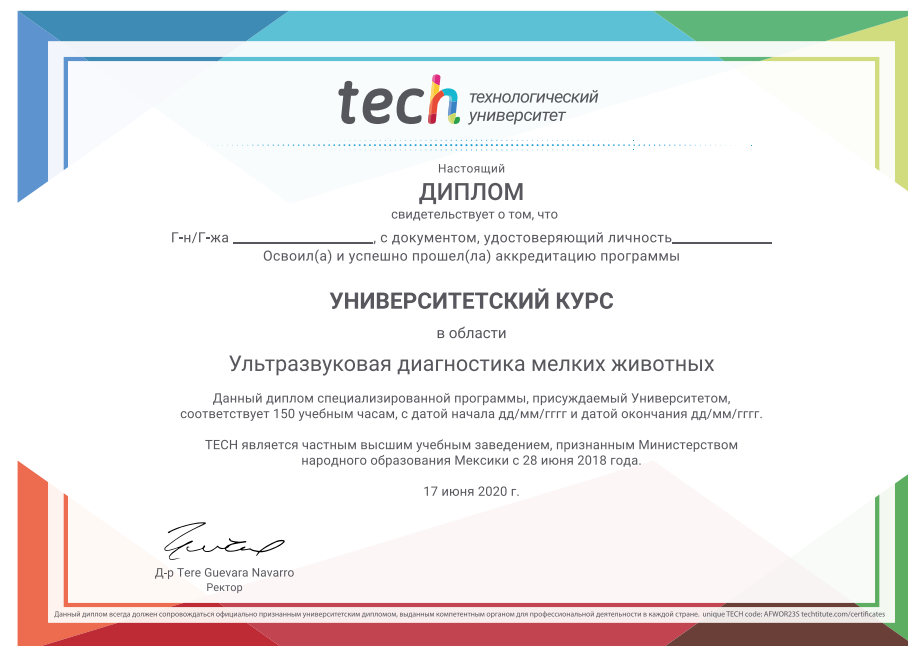 tech технологический
университет
Настоящий
ДИПЛОМ
свидетельствует о том, что
Г-н/Г-жа ____________________, с документом, удостоверяющий личность______________
Освоил(а) и успешно прошел(ла) аккредитацию программы
УНИВЕРСИТЕТСКИЙ КУРС
в области
Ультразвуковая диагностика мелких животных
Данный диплом специализированной программы, присуждаемый Университетом,
соответствует 150 учебным часам, с датой начала дд/мм/гггг и датой окончания дд/мм/гггг.
TECH является частным высшим учебным заведением, признанным Министерством
народного образования Мексики с 28 июня 2018 года.
17 июня 2020 г.
Д-р Tere Guevara Navarro
Ректор
Данный диплом всегда должен сопровождаться официально признанным университетским дипломом, выданным компетентным органом для профессиональной деятельности в каждой стране. unique TECH code: AFWOR23S techtitute.com/certificates